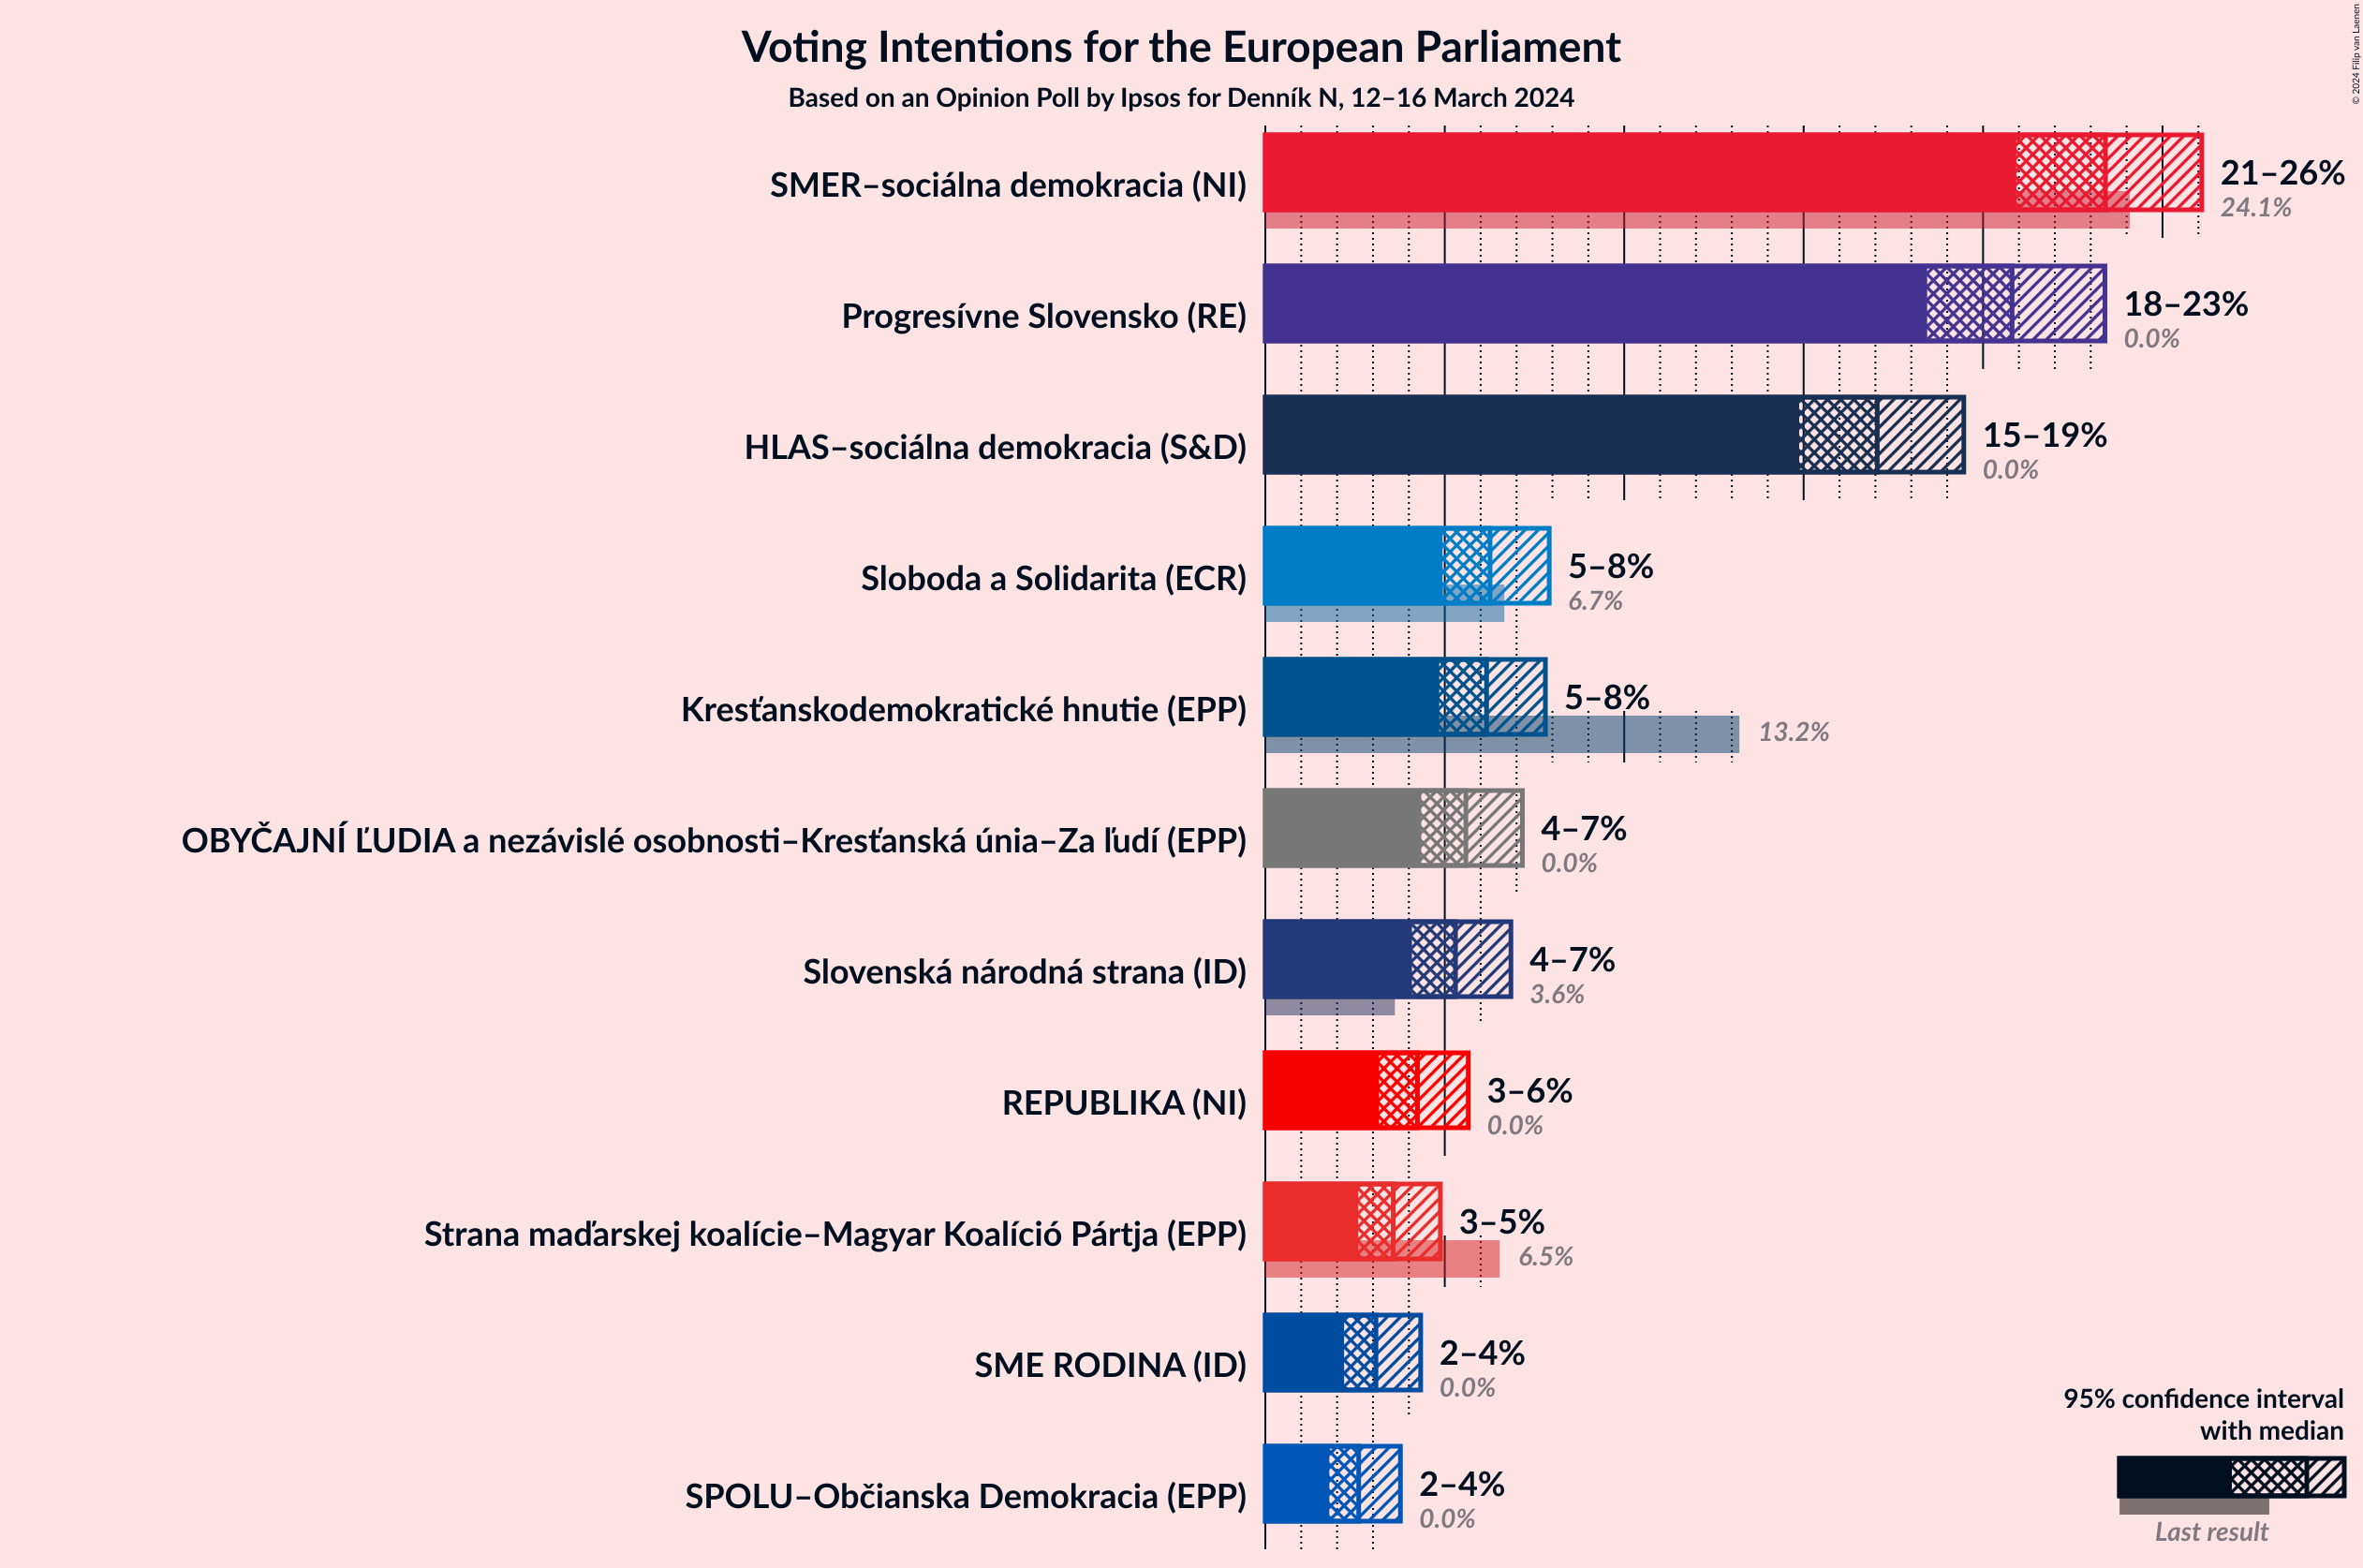 Voting Intentions for the European Parliament
Based on an Opinion Poll by Ipsos for Denník N, 12–16 March 2024
© 2024 Filip van Laenen
SMER–sociálna demokracia (NI)
21–26%
24.1%
Progresívne Slovensko (RE)
18–23%
0.0%
HLAS–sociálna demokracia (S&D)
15–19%
0.0%
Sloboda a Solidarita (ECR)
5–8%
6.7%
Kresťanskodemokratické hnutie (EPP)
5–8%
13.2%
OBYČAJNÍ ĽUDIA a nezávislé osobnosti–Kresťanská únia–Za ľudí (EPP)
4–7%
0.0%
Slovenská národná strana (ID)
4–7%
3.6%
REPUBLIKA (NI)
3–6%
0.0%
Strana maďarskej koalície–Magyar Koalíció Pártja (EPP)
3–5%
6.5%
SME RODINA (ID)
2–4%
0.0%
SPOLU–Občianska Demokracia (EPP)
2–4%
0.0%
95% confidence interval
with median
Last result